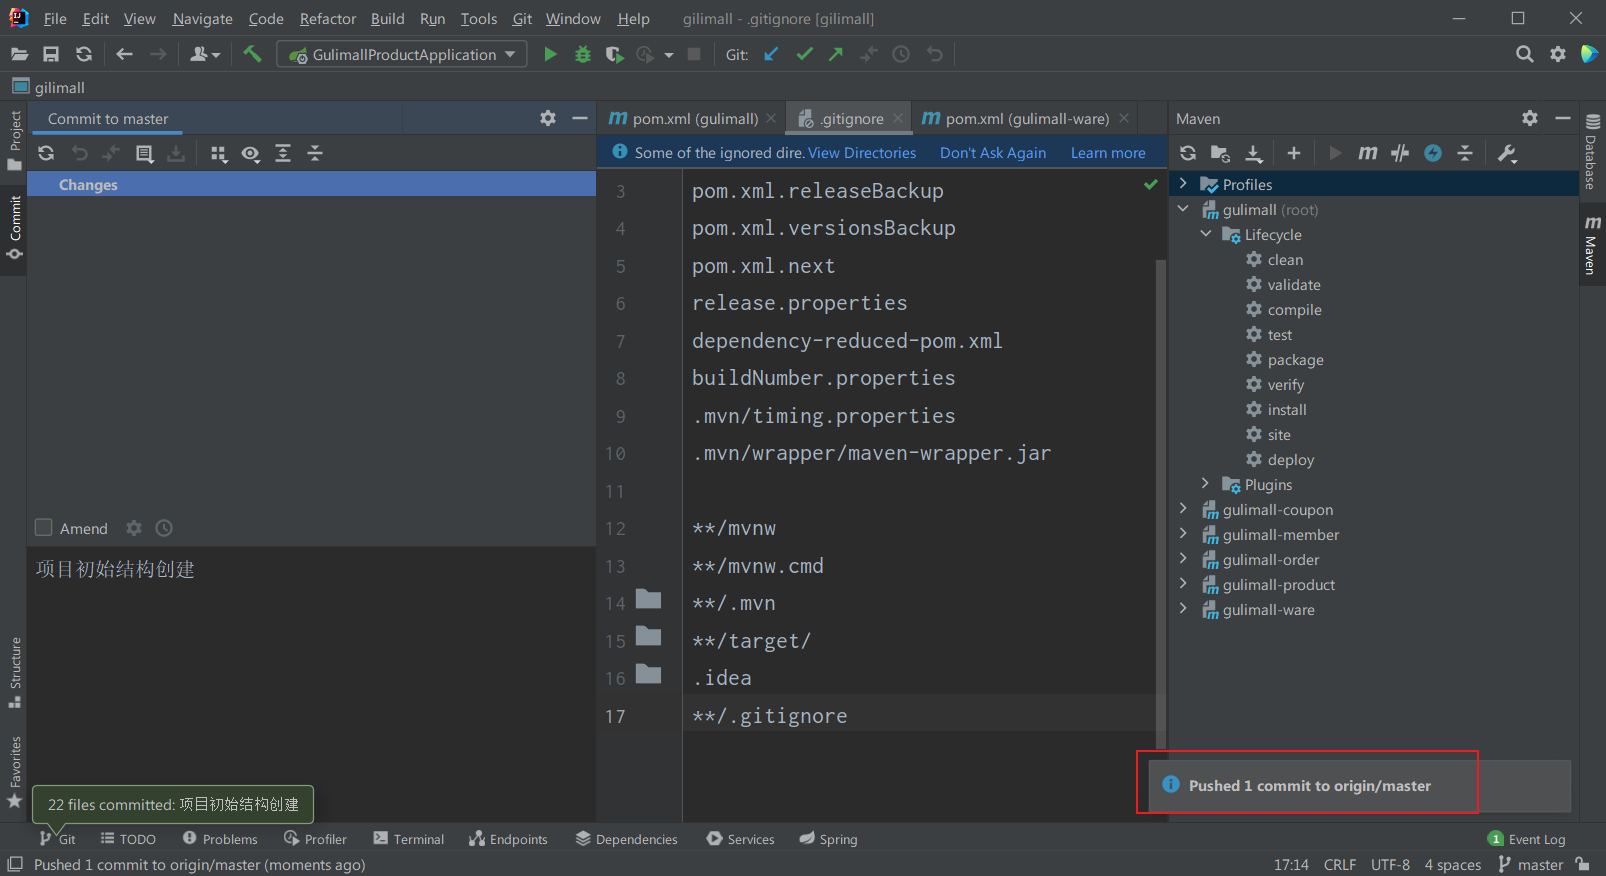 File Edit View Navigate Code Refactor Build Run Tools Git Window Help gilimall - .gitignore [gilimall]
GulimallProductApplication Git:
gilimall
Project
Commit
Structure
Favorites
Commit to master
Changes
Amend
项目初始结构创建
22 files committed: 项目初始结构创建
pom.xml (gulimall) .gitignore pom.xml (gulimall-ware)
Some of the ignored dire. View Directories Don't Ask Again Learn more
3 pom.xml.releaseBackup
4 pom.xml.versionsBackup
5 pom.xml.next
6 release.properties
7 dependency-reduced-pom.xml
8 buildNumber.properties
9 .mvn/timing.properties
10 .mvn/wrapper/maven-wrapper.jar
11
12 **/mvnw
13 **/mvnw.cmd
14 **/.mvn
15 **/target/
16 .idea
17 **/.gitignore
Maven
Profiles
gulimall (root)
Lifecycle
clean
validate
compile
test
package
verify
install
site
deploy
Plugins
gulimall-coupon
gulimall-member
gulimall-order
gulimall-product
gulimall-ware
Database
Maven
Pushed 1 commit to origin/master
Git TODO Problems Profiler Terminal Endpoints Dependencies Services Spring 1 Event Log
Pushed 1 commit to origin/master (moments ago) 17:14 CRLF UTF-8 4 spaces master